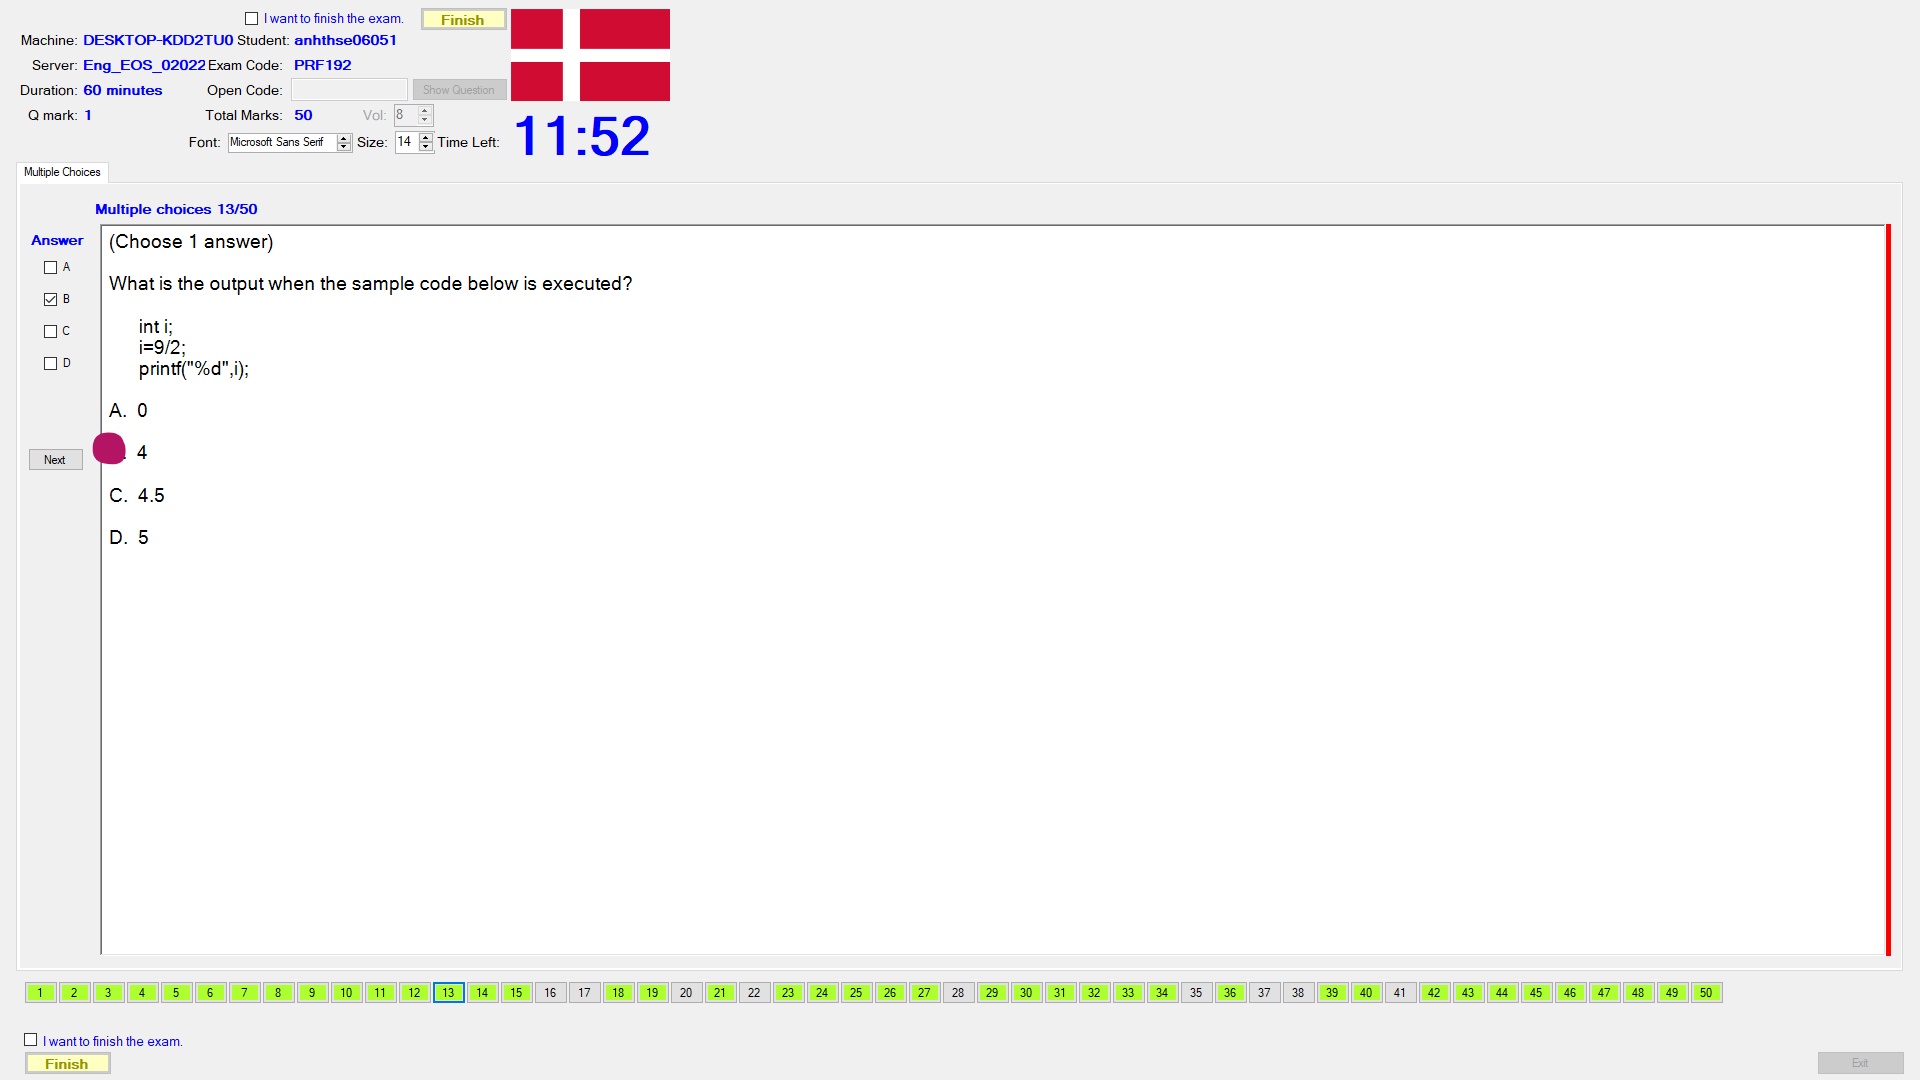 I want to finish the exam.
Finish
Machine: DESKTOP-KDD2TU0 Student: anhthse06051
Server: Eng_EOS_02022 Exam Code: PRF192
Duration: 60 minutes Open Code: Show Question
Q mark: 1 Total Marks: 50 Vol: 8
Font: Microsoft Sans Serif Size: 14 Time Left: 11:52
Multiple Choices
Multiple choices 13/50
Answer
A
B
C
D
Next
(Choose 1 answer)
What is the output when the sample code below is executed?
int i;
i=9/2;
printf("%d",i);
A. 0
. 4
C. 4.5
D. 5
1 2 3 4 5 6 7 8 9 10 11 12 13 14 15 16 17 18 19 20 21 22 23 24 25 26 27 28 29 30 31 32 33 34 35 36 37 38 39 40 41 42 43 44 45 46 47 48 49 50
I want to finish the exam.
Finish
Exit